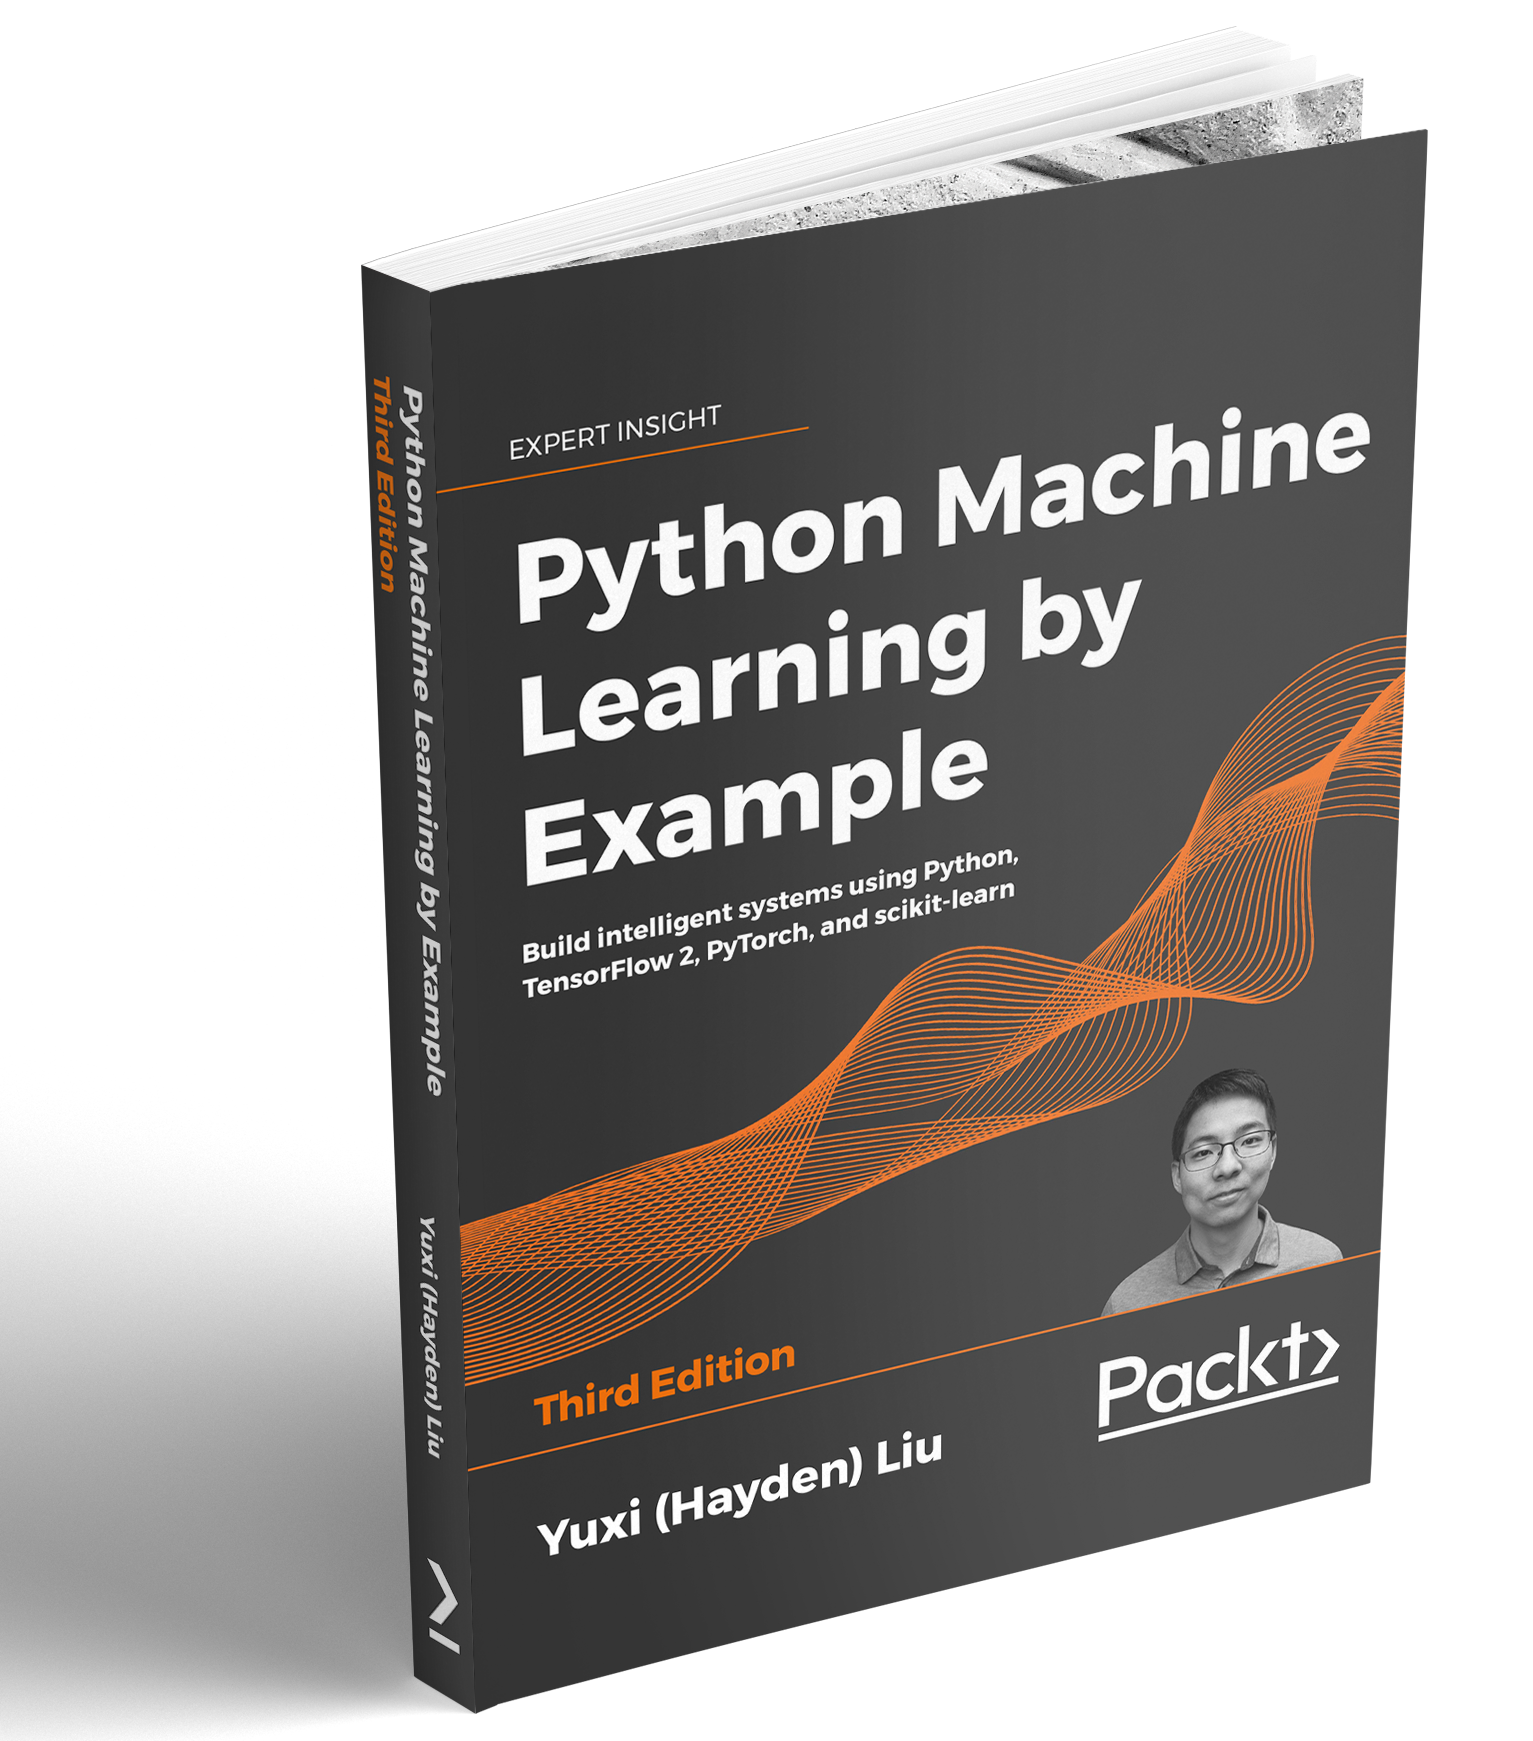 Python Machine Learning by Example
Third Edition
Yuxi (Hayden) Liu
EXPERT INSIGHT
Python Machine
Learning by
Example
Build intelligent systems using Python,
TensorFlow 2, PyTorch, and scikit-learn
Third Edition
Yuxi (Hayden) Liu
Packt